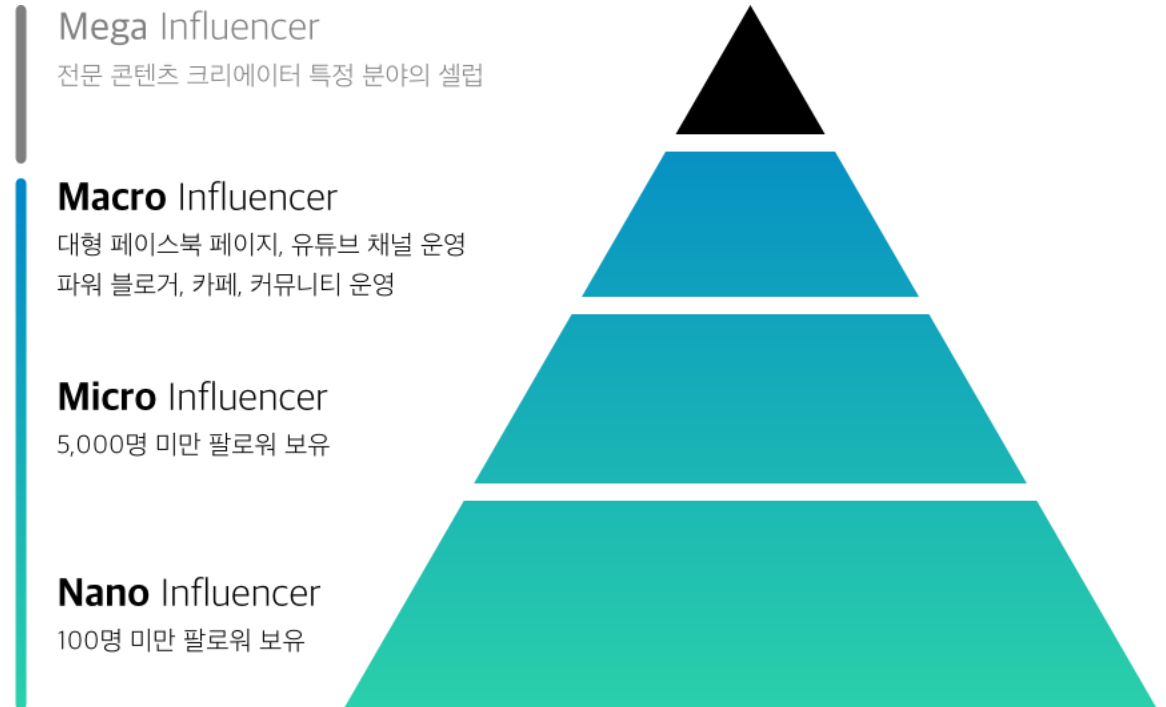 Mega Influencer
전문 콘텐츠 크리에이터 특정 분야의 셀럽
Macro Influencer
대형 페이스북 페이지, 유튜브 채널 운영
파워 블로거, 카페, 커뮤니티 운영
Micro Influencer
5,000명 미만 팔로워 보유
Nano Influencer
100명 미만 팔로워 보유